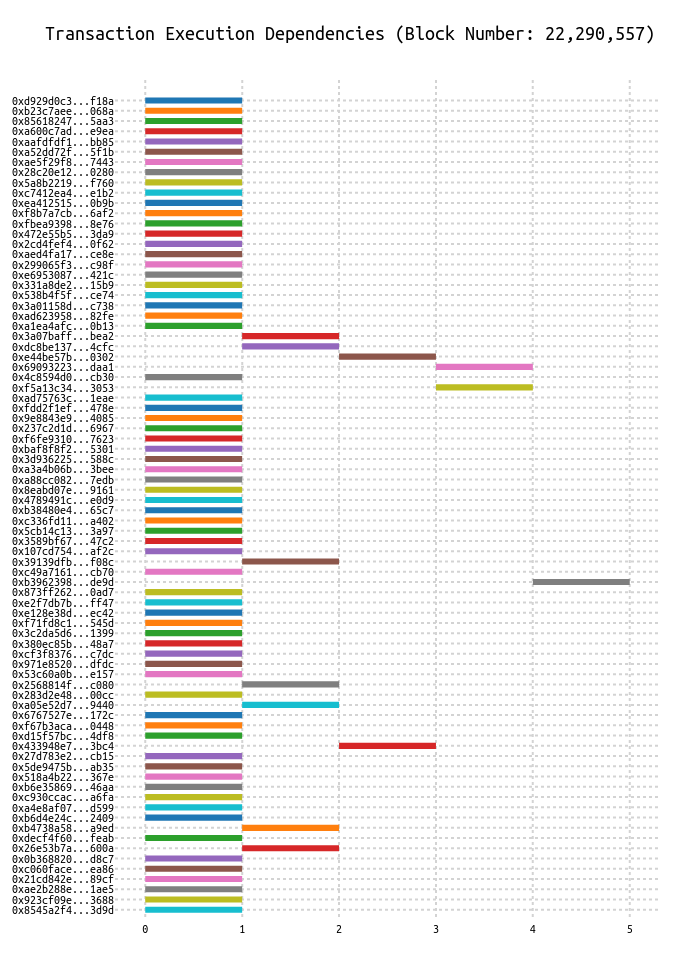 Transaction Execution Dependencies (Block Number: 22,290,557)
0xd929d0c3...f18a
0xb23c7aee...068a
0x85618247...5aa3
0xa600c7ad...e9ea
0xaafdfdf1...bb85
0xa52dd72f...5f1b
0xae5f29f8...7443
0x28c20e12...0280
0x5a8b2219...f760
0xc7412ea4...e1b2
0xea412515...0b9b
0xf8b7a7cb...6af2
0xfbea9398...8e76
0x472e55b5...3da9
0x2cd4fef4...0f62
0xaed4fa17...ce8e
0x299065f3...c98f
0xe6953087...421c
0x331a8de2...15b9
0x538b4f5f...ce74
0x3a01158d...c738
0xad623958...82fe
0xa1ea4afc...0b13
0x3a07baff...bea2
0xdc8be137...4cfc
0xe44be57b...0302
0x69093223...daa1
0x4c8594d0...cb30
0xf5a13c34...3053
0xad75763c...1eae
0xfdd2f1ef...478e
0x9e8843e9...4085
0x237c2d1d...6967
0xf6fe9310...7623
0xbaf8f8f2...5301
0x3d936225...588c
0xa3a4b06b...3bee
0xa88cc082...7edb
0x8eabd07e...9161
0x4789491c...e0d9
0xb38480e4...65c7
0xc336fd11...a402
0x5cb14c13...3a97
0x3589bf67...47c2
0x107cd754...af2c
0x39139dfb...f08c
0xc49a7161...cb70
0xb3962398...de9d
0x873ff262...0ad7
0xe2f7db7b...ff47
0xe128e38d...ec42
0xf71fd8c1...545d
0x3c2da5d6...1399
0x380ec85b...48a7
0xcf3f8376...c7dc
0x971e8520...dfdc
0x53c60a0b...e157
0x2568814f...c080
0x283d2e48...00cc
0xa05e52d7...9440
0x6767527e...172c
0xf67b3aca...0448
0xd15f57bc...4df8
0x433948e7...3bc4
0x27d783e2...cb15
0x5de9475b...ab35
0x518a4b22...367e
0xb6e35869...46aa
0xc930ccac...a6fa
0xa4e8af07...d599
0xb6d4e24c...2409
0xb4738a58...a9ed
0xdecf4f60...feab
0x26e53b7a...600a
0x0b368820...d8c7
0xc060face...ea86
0x21cd842e...89cf
0xae2b288e...1ae5
0x923cf09e...3688
0x8545a2f4...3d9d
0 1 2 3 4 5